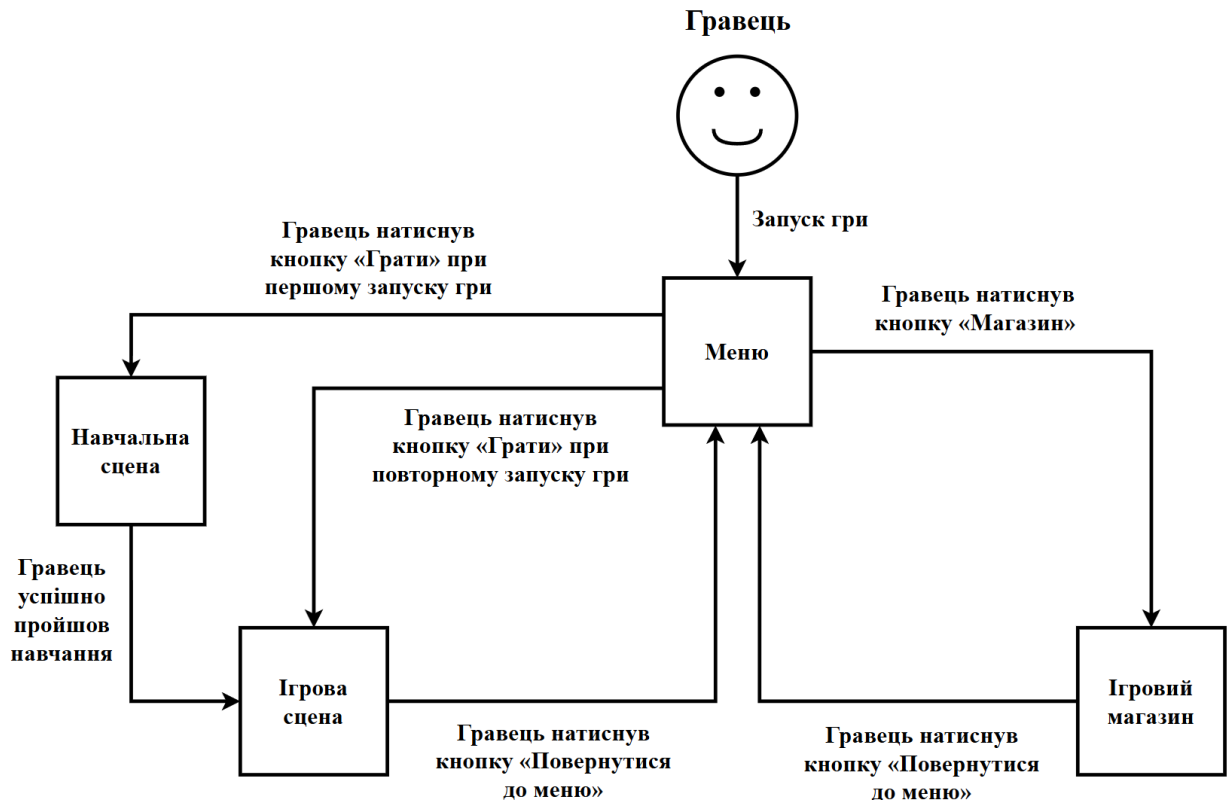 Гравець
Запуск гри
Гравець натиснув
кнопку «Грати» при
першому запуску гри
Гравець натиснув
кнопку «Магазин»
Меню
Навчальна
сцена
Гравець натиснув
кнопку «Грати» при
повторному запуску гри
Гравець
успішно
пройшов
навчання
Ігрова
сцена
Ігровий
магазин
Гравець натиснув
кнопку «Повернутися
до меню»
Гравець натиснув
кнопку «Повернутися
до меню»